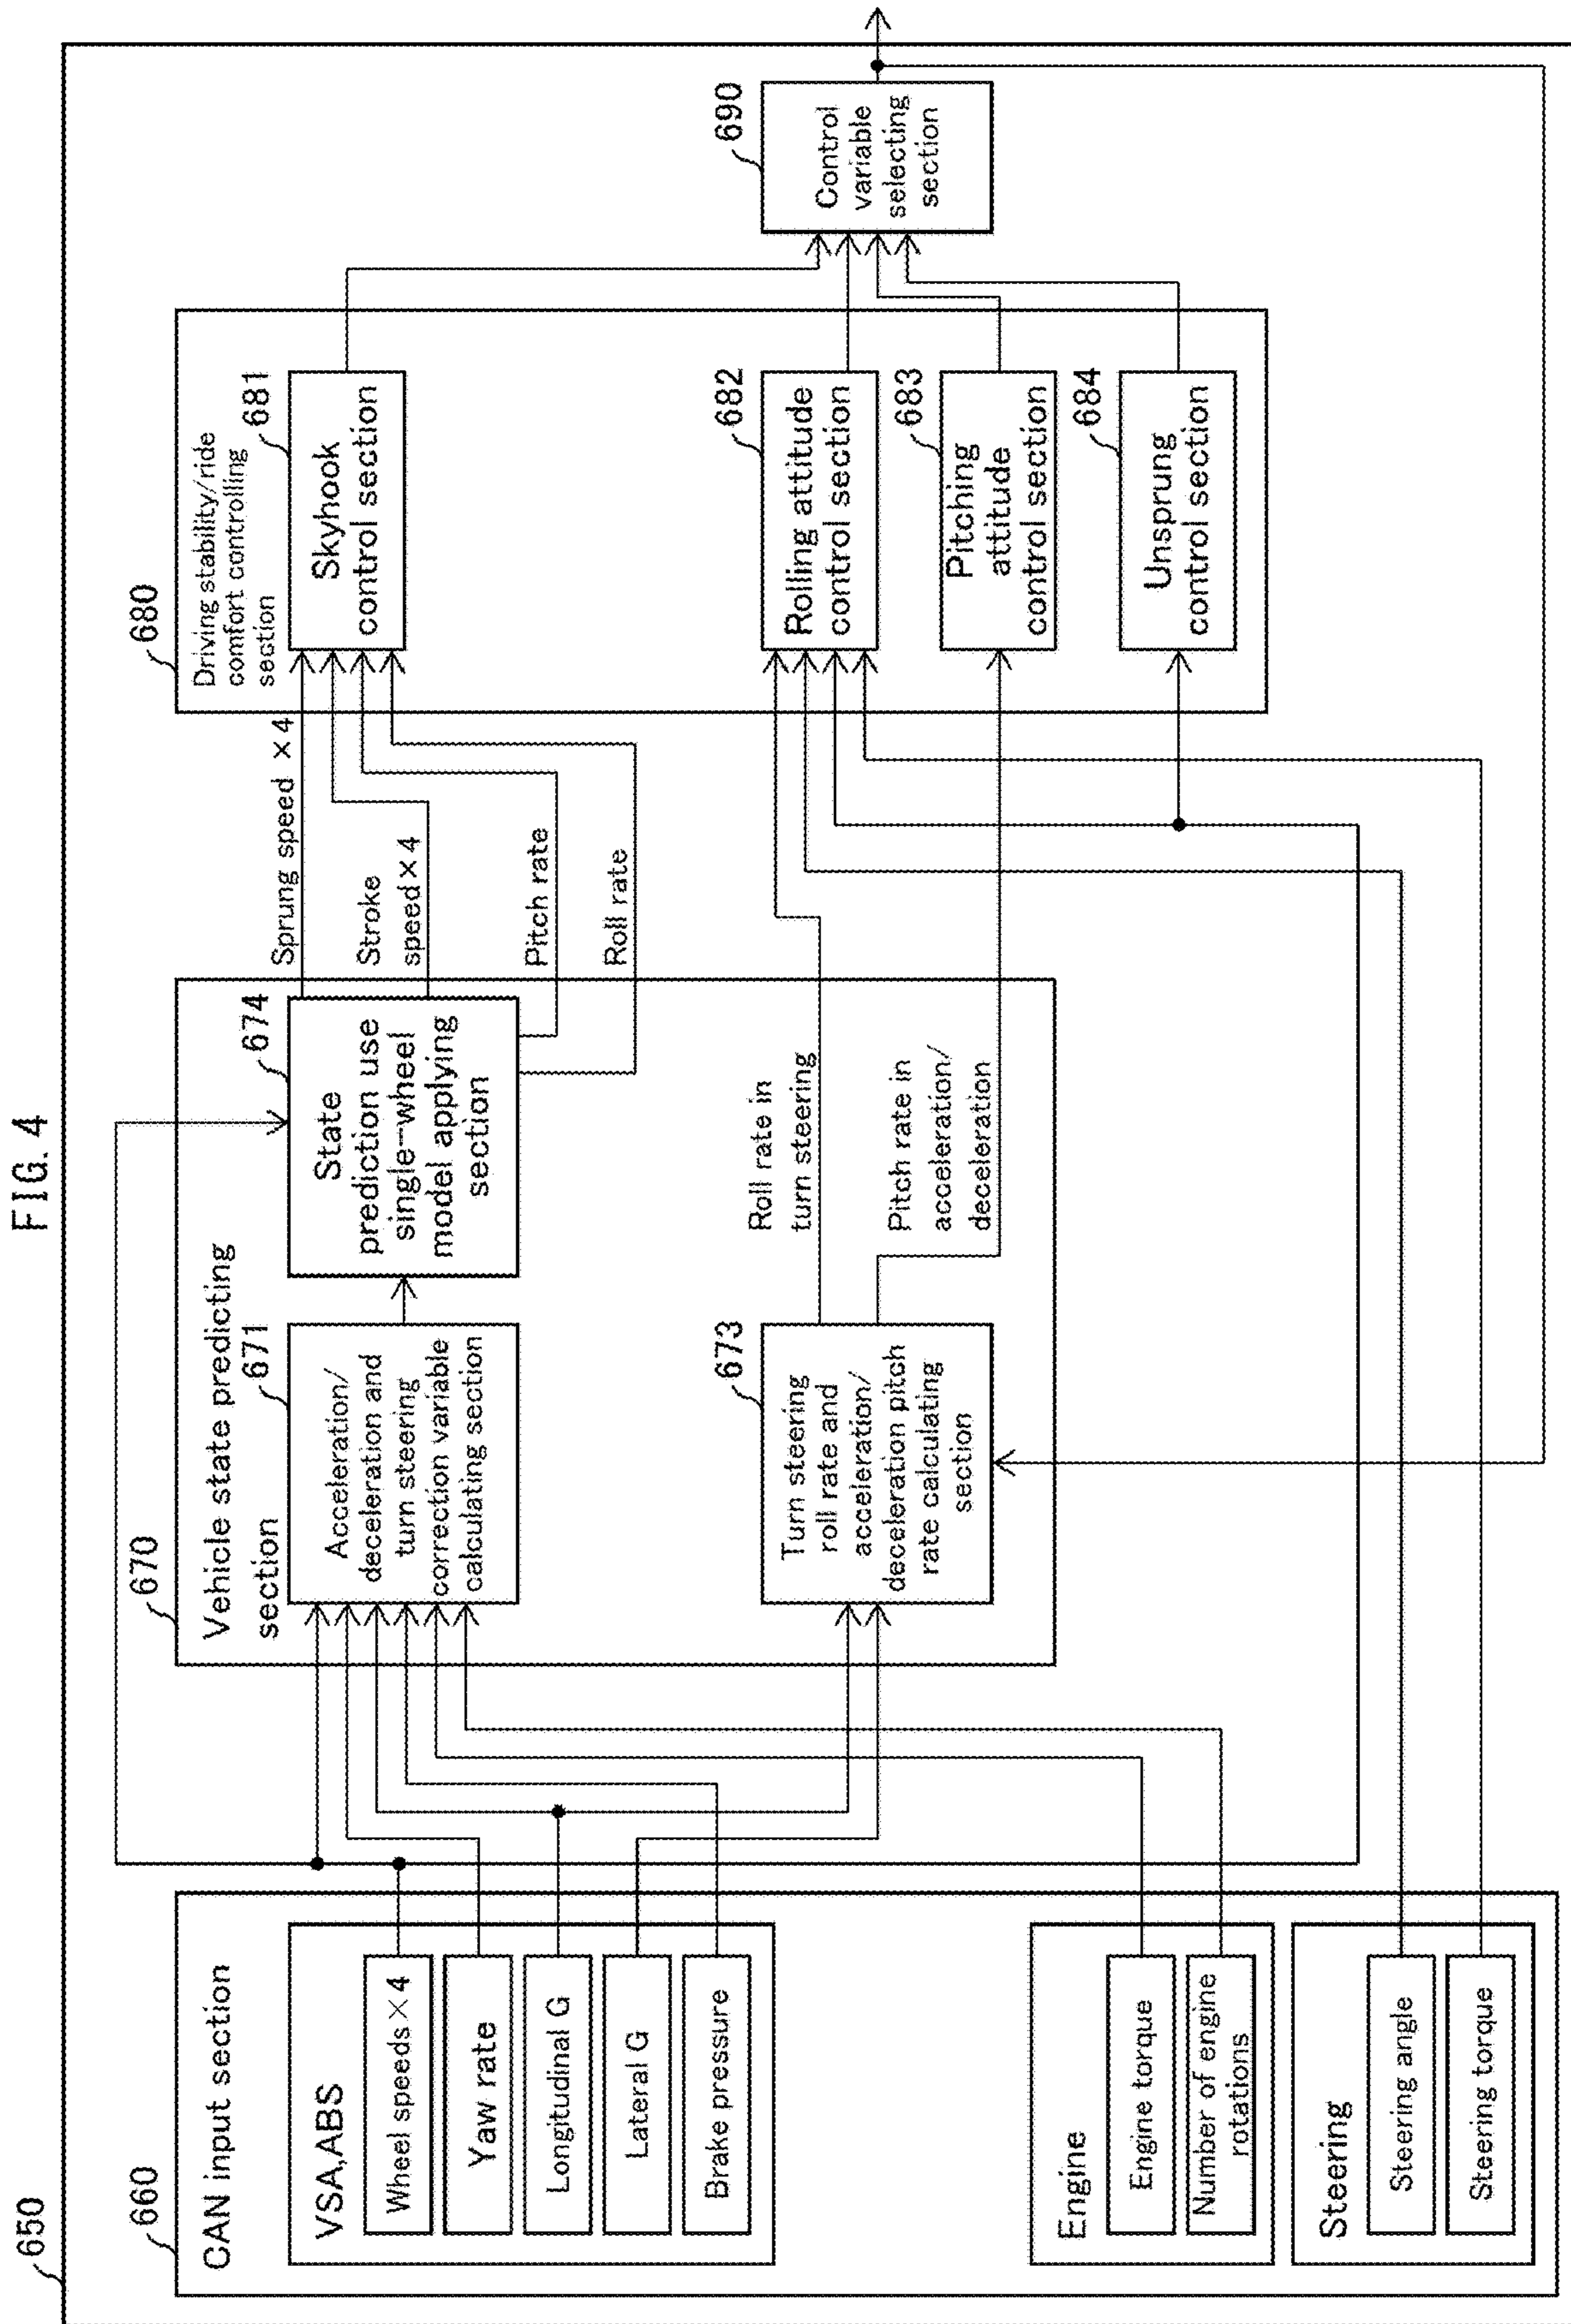 FIG. 4
650
660
CAN input section
VSA,ABS
Wheel speeds×4
Yaw rate
Longitudinal G
Lateral G
Brake pressure
Engine
Engine torque
Number of engine
rotations
Steering
Steering angle
Steering torque
670
Vehicle state predicting
section
671
Acceleration/
deceleration and
turn steering
correction variable
calculating section
674
State
prediction use
single-wheel
model applying
section
673
Turn steering
roll rate and
acceleration/
deceleration pitch
rate calculating
section
Sprung speed ×4
Stroke
speed×4
Pitch rate
Roll rate
Roll rate in
turn steering
Pitch rate in
acceleration/
deceleration
680
Driving stability/ride
comfort controlling
section
681
Skyhook
control section
682
Rolling attitude
control section
683
Pitching
attitude
control section
684
Unsprung
control section
690
Control
variable
selecting
section